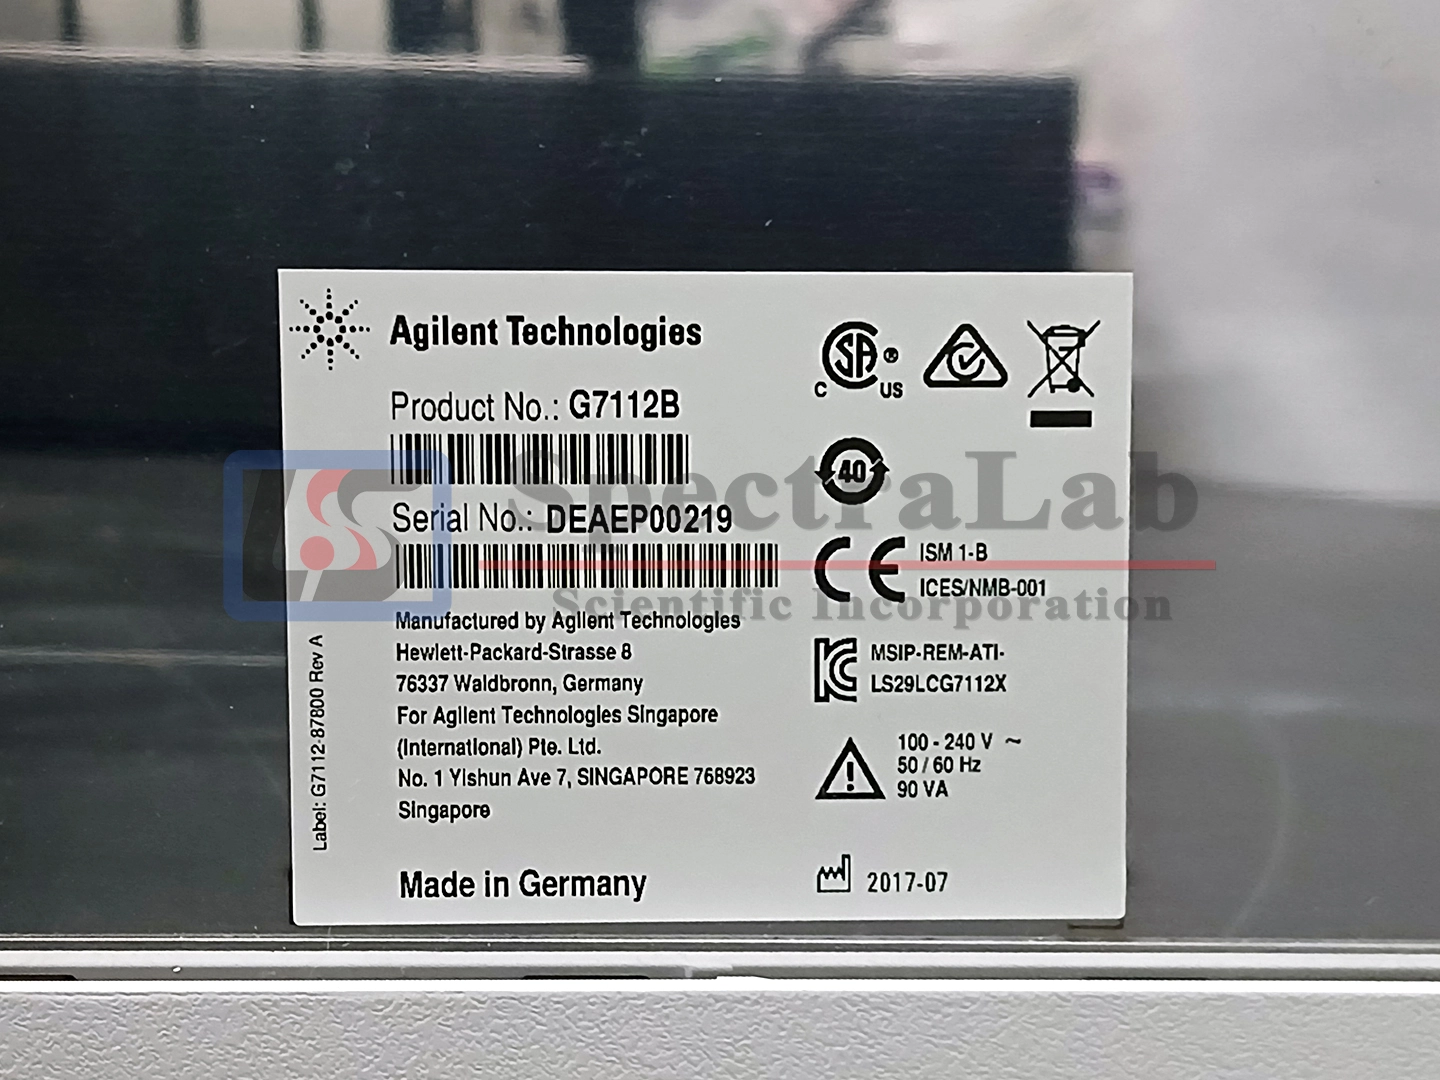 Agilent Technologies
Product No.: G7112B
Serial No.: DEAEP00219
Manufactured by Agilent Technologies
Hewlett-Packard-Strasse 8
76337 Waldbronn, Germany
For Agilent Technologies Singapore
(International) Pte. Ltd.
No. 1 Yishun Ave 7, SINGAPORE 768923
Singapore
Made in Germany
Label: G7112-87800 Rev A
C SA ® US
40
CE ISM 1-B
ICES/NMB-001
MSIP-REM-ATI-
LS29LCG7112X
100 - 240 V ~
50 / 60 Hz
90 VA
2017-07
SpectraLab
Scientific Incorporation